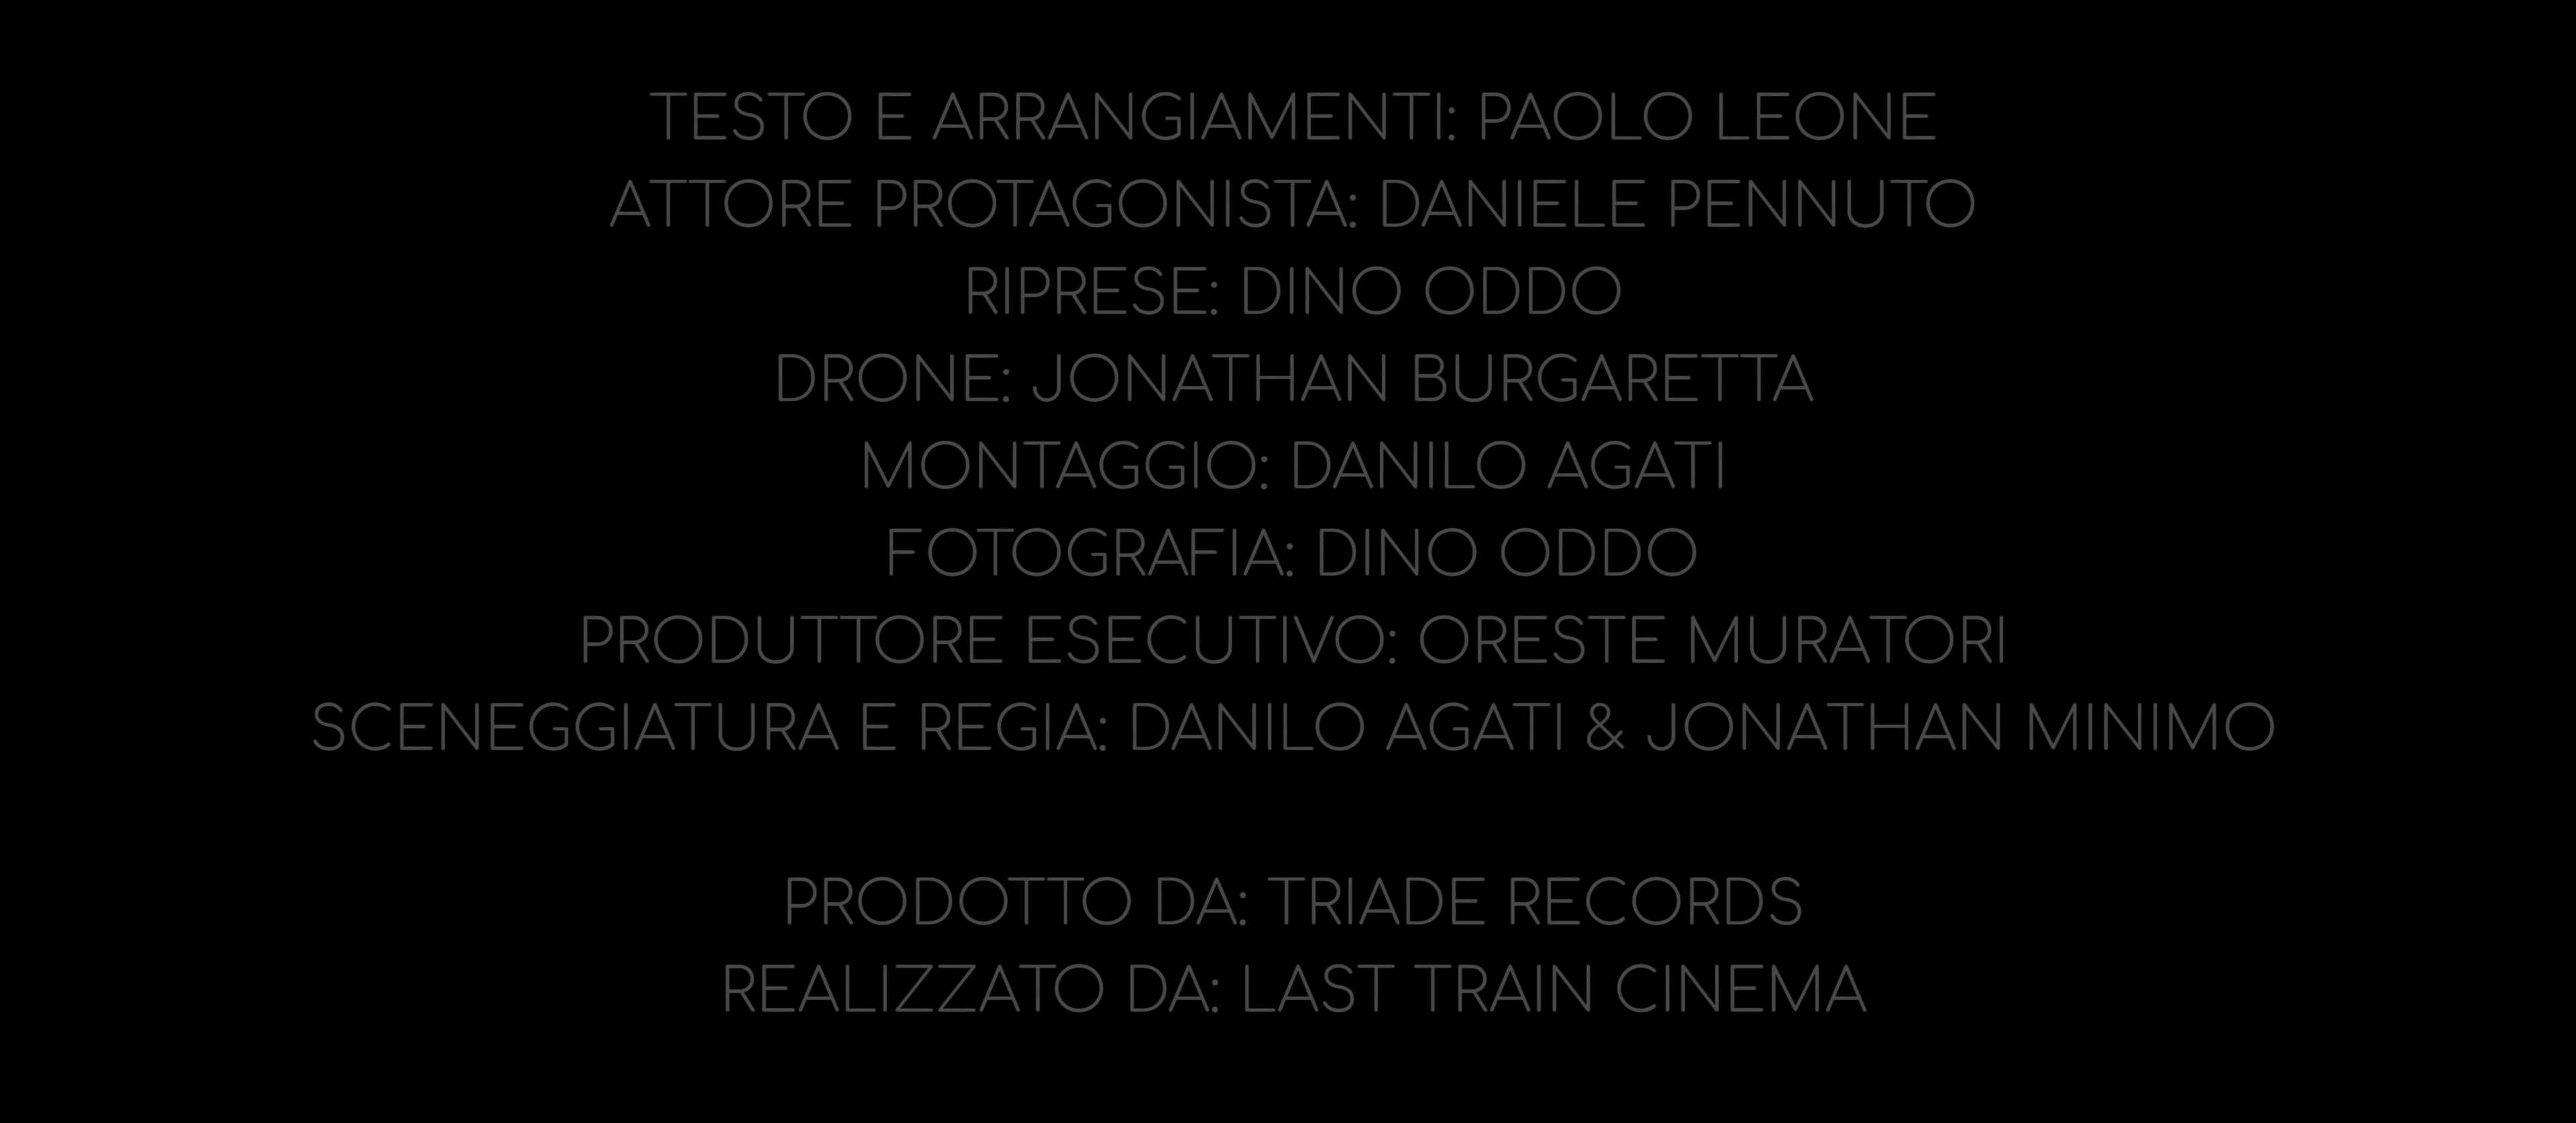 TESTO E ARRANGIAMENTI: PAOLO LEONE
ATTORE PROTAGONISTA: DANIELE PENNUTO
RIPRESE: DINO ODDO
DRONE: JONATHAN BURGARETTA
MONTAGGIO: DANILO AGATI
FOTOGRAFIA: DINO ODDO
PRODUTTORE ESECUTIVO: ORESTE MURATORI
SCENEGGIATURA E REGIA: DANILO AGATI & JONATHAN MINIMO
PRODOTTO DA: TRIADE RECORDS
REALIZZATO DA: LAST TRAIN CINEMA